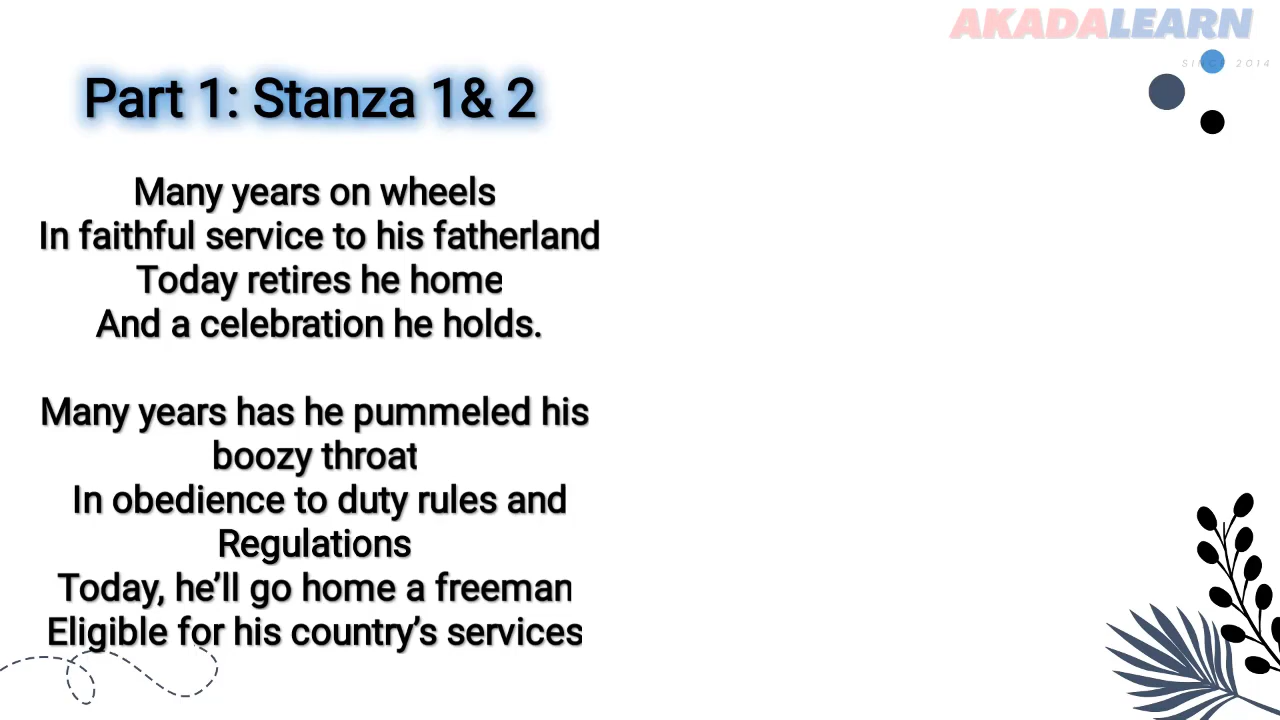 AKADALEARN
SINCE 2014
Part 1: Stanza 1& 2
Many years on wheels
In faithful service to his fatherland
Today retires he home
And a celebration he holds.
Many years has he pummeled his
boozy throat
In obedience to duty rules and
Regulations
Today, he’ll go home a freeman
Eligible for his country’s services